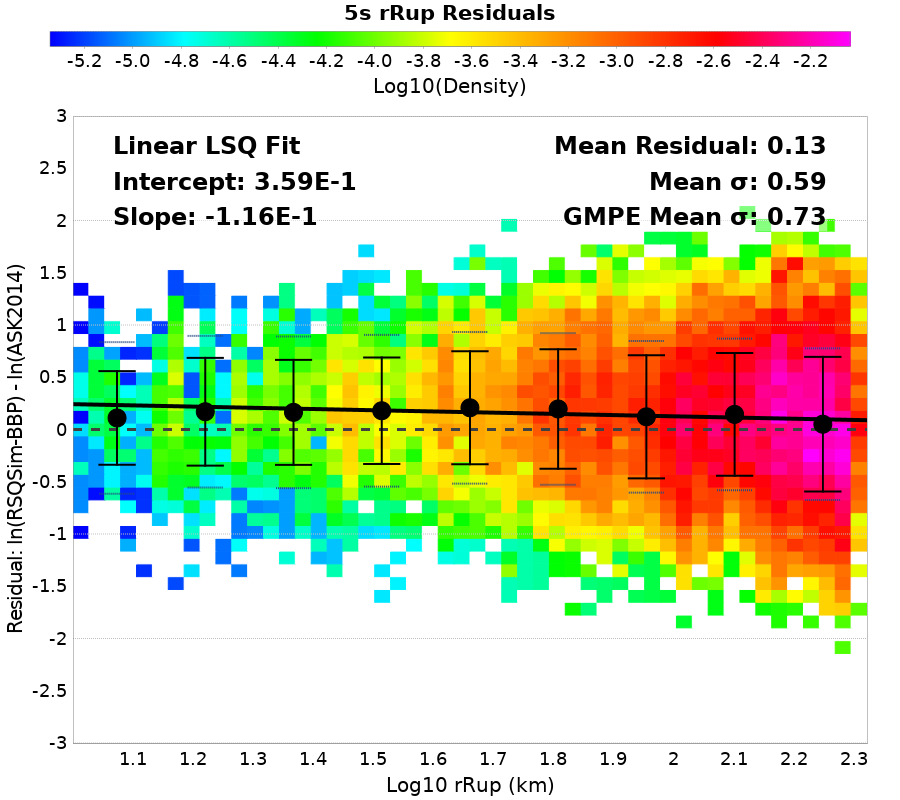 5s rRup Residuals
-5.2 -5.0 -4.8 -4.6 -4.4 -4.2 -4.0 -3.8 -3.6 -3.4 -3.2 -3.0 -2.8 -2.6 -2.4 -2.2
Log10(Density)
Linear LSQ Fit
Intercept: 3.59E-1
Slope: -1.16E-1
Mean Residual: 0.13
Mean σ: 0.59
GMPE Mean σ: 0.73
Residual: ln(RSQSim-BBP) - ln(ASK2014)
3
2.5
2
1.5
1
0.5
0
-0.5
-1
-1.5
-2
-2.5
-3
1.1 1.2 1.3 1.4 1.5 1.6 1.7 1.8 1.9 2 2.1 2.2 2.3
Log10 rRup (km)